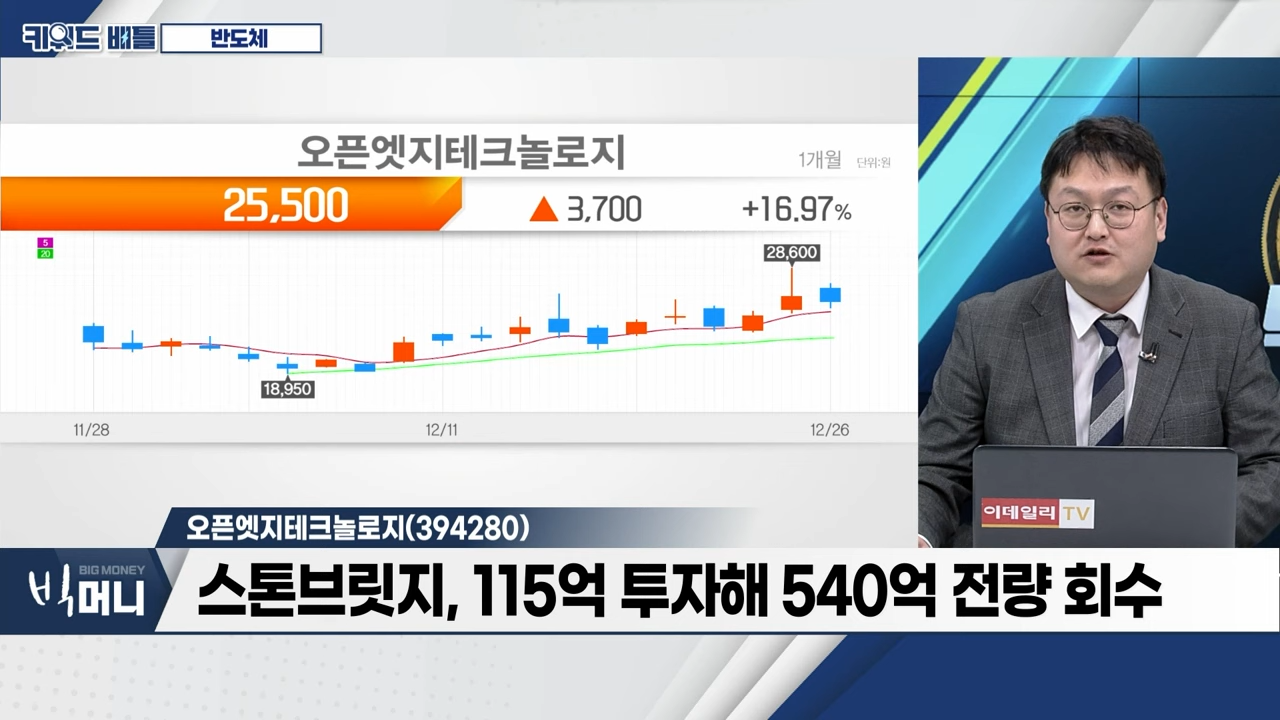 키워드 배틀
반도체
오픈엣지테크놀로지
1개월 단위:원
25,500
▲ 3,700
+16.97%
5
20
28,600
18,950
11/28
12/11
12/26
이데일리 TV
오픈엣지테크놀로지(394280)
BIG MONEY
빅머니
스톤브릿지, 115억 투자해 540억 전량 회수